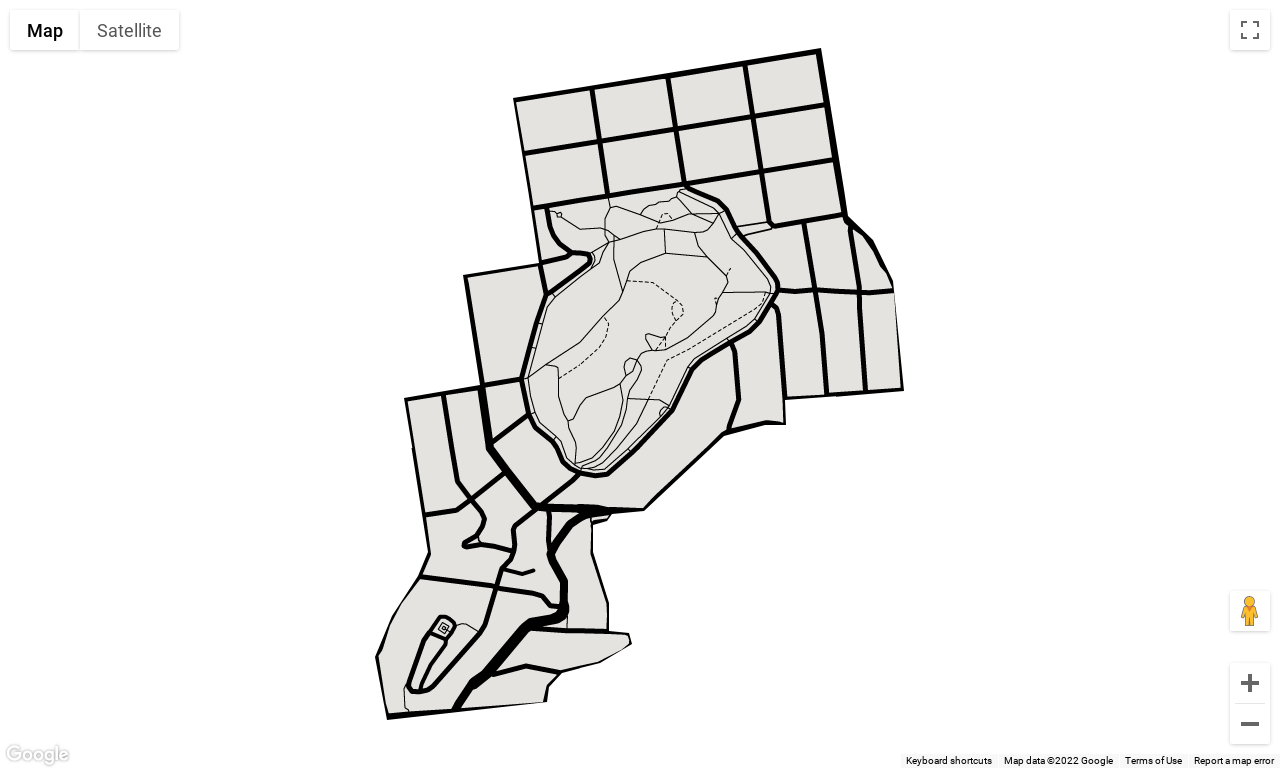 Map Satellite
Google
Keyboard shortcuts Map data ©2022 Google Terms of Use Report a map error